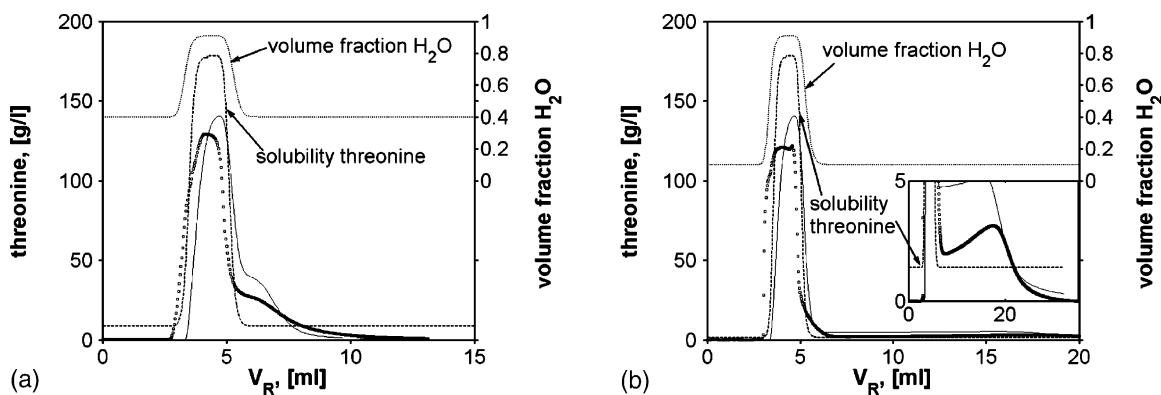 threonine, [g/l]
200
150
100
50
0
1
0.8
0.6
0.4
0.2
0
volume fraction H₂O
volume fraction H₂O
solubility threonine
0
5
10
15
V_R, [ml]
(a)
threonine, [g/l]
200
150
100
50
0
1
0.8
0.6
0.4
0.2
0
volume fraction H₂O
volume fraction H₂O
solubility
threonine
5
0
0
20
0
5
10
15
20
V_R, [ml]
(b)